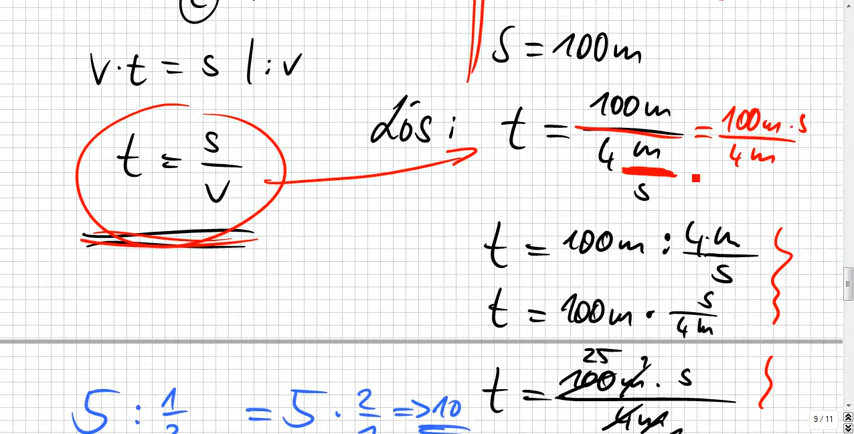 v·t = s |:v
t = s/v
s = 100m
Lös: t = 100m / 4 m/s = 100m·s / 4m
t = 100m : 4·m/s
t = 100m · s/4m
25
t = 100m · s / 4m
5 : 1/2 = 5 · 2/1 => 10
9 / 11